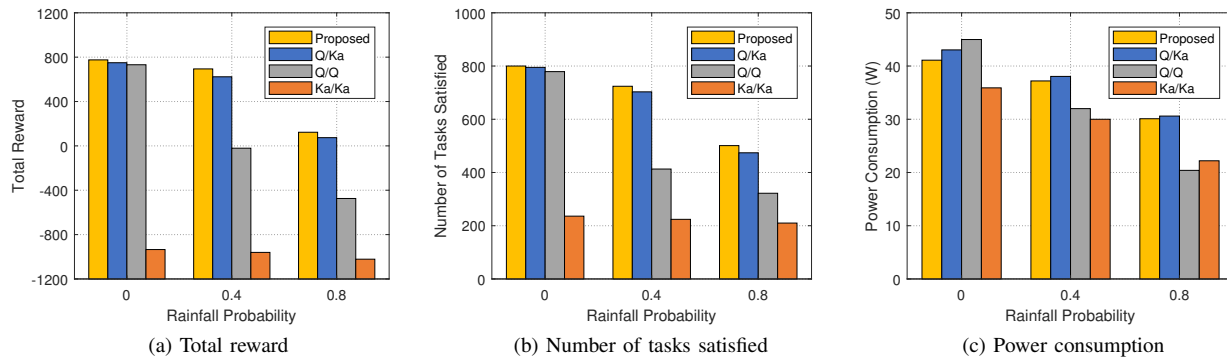 1200
800
400
0
-400
-800
-1200
Total Reward
0
0.4
0.8
Rainfall Probability
Proposed
Q/Ka
Q/Q
Ka/Ka
(a) Total reward
1000
800
600
400
200
0
Number of Tasks Satisfied
0
0.4
0.8
Rainfall Probability
Proposed
Q/Ka
Q/Q
Ka/Ka
(b) Number of tasks satisfied
50
40
30
20
10
0
Power Consumption (W)
0
0.4
0.8
Rainfall Probability
Proposed
Q/Ka
Q/Q
Ka/Ka
(c) Power consumption